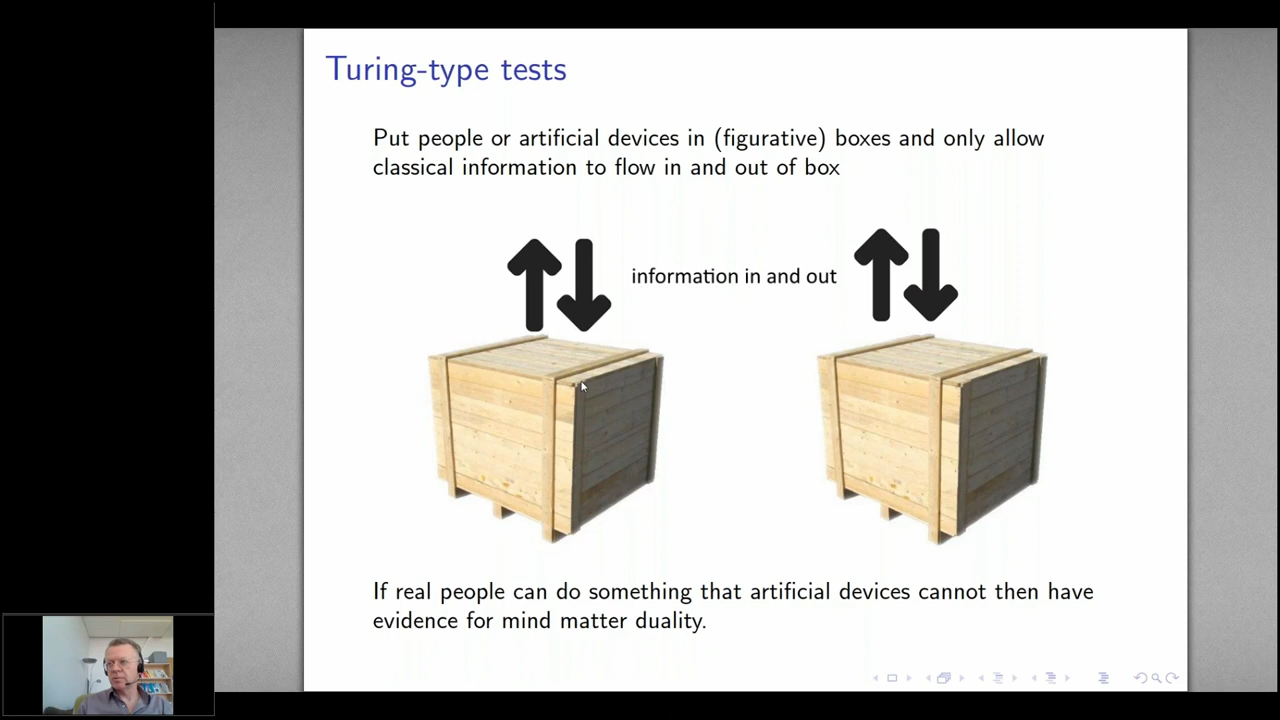 Turing-type tests
Put people or artificial devices in (figurative) boxes and only allow
classical information to flow in and out of box
information in and out
If real people can do something that artificial devices cannot then have
evidence for mind matter duality.